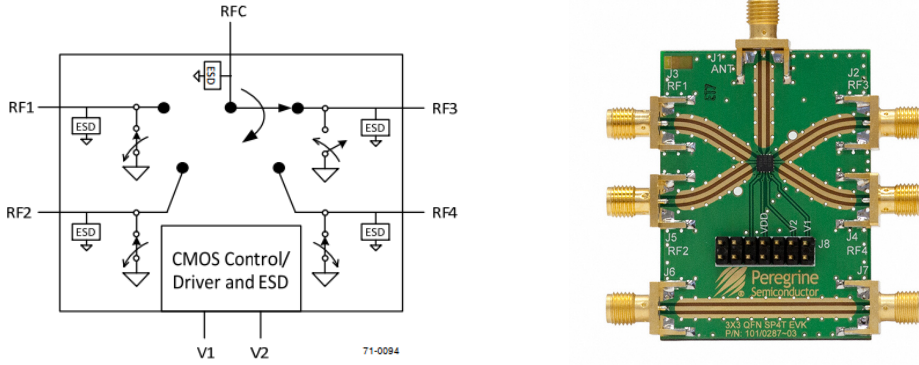 RFC
ESD
RF1
RF3
ESD
ESD
RF2
RF4
ESD
ESD
CMOS Control/
Driver and ESD
V1
V2
71-0094
J1
ANT
J3
RF1
J2
RF3
E17
J5
RF2
J4
RF4
VDD
V2
V1
J8
J6
J7
Peregrine
Semiconductor
3X3 QFN SP4T EVK
P/N: 101/0287-03